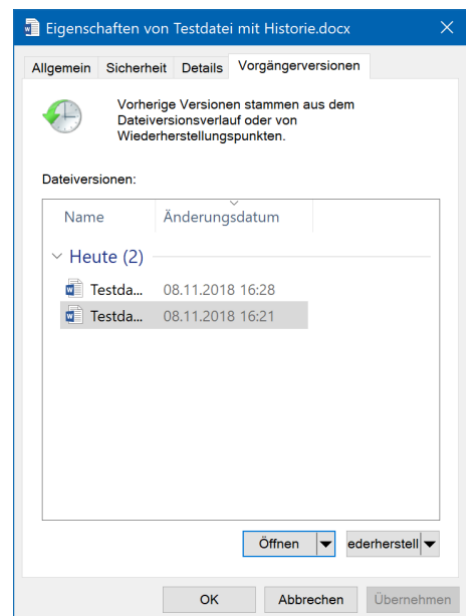 Eigenschaften von Testdatei mit Historie.docx
Allgemein Sicherheit Details Vorgängerversionen
Vorherige Versionen stammen aus dem
Dateiversionsverlauf oder von
Wiederherstellungspunkten.
Dateiversionen:
Name Änderungsdatum
Heute (2)
Testda... 08.11.2018 16:28
Testda... 08.11.2018 16:21
Öffnen ederherstell
OK Abbrechen Übernehmen